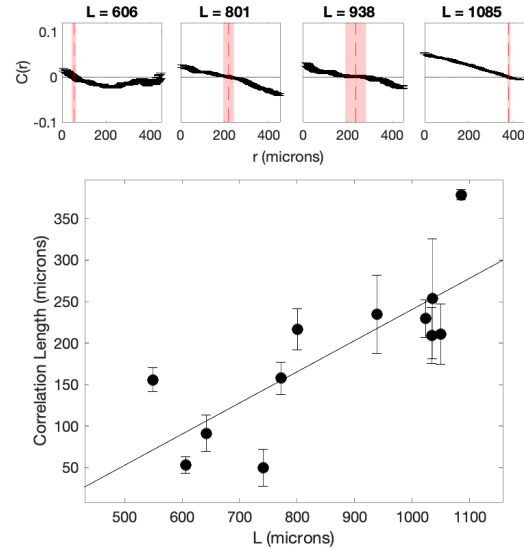 L = 606 L = 801 L = 938 L = 1085
0.1
0
-0.1
C(r)
0 200 400 0 200 400 0 200 400 0 200 400
r (microns)
350
300
250
200
150
100
50
Correlation Length (microns)
500 600 700 800 900 1000 1100
L (microns)